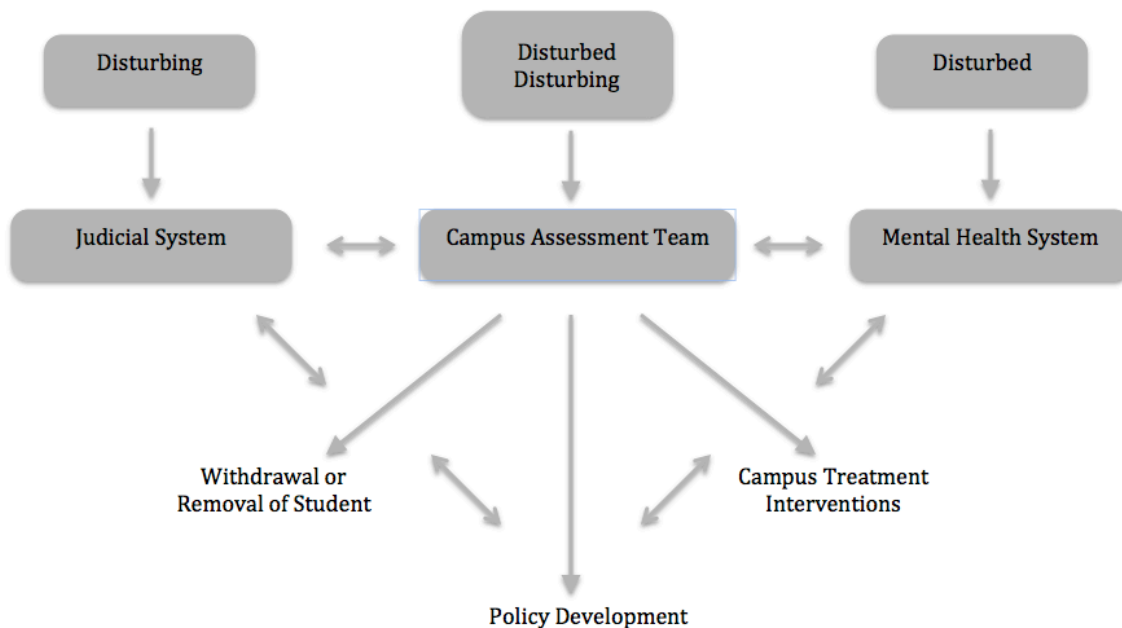 Disturbing
Disturbed
Disturbing
Disturbed
Judicial System
Campus Assessment Team
Mental Health System
Withdrawal or
Removal of Student
Campus Treatment
Interventions
Policy Development